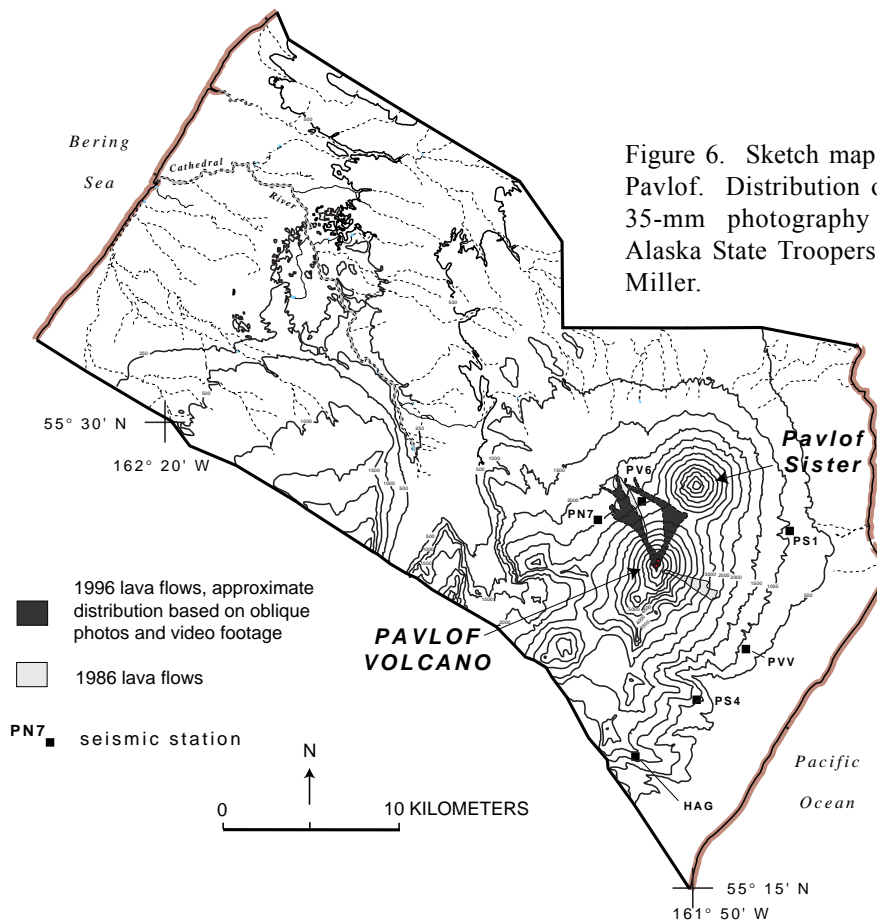 Bering
Sea
Cathedral
River
Figure 6. Sketch map
Pavlof. Distribution o
35-mm photography
Alaska State Troopers
Miller.
55° 30' N
162° 20' W
Pavlof
Sister
PV6
PN7
PS1
1996 lava flows, approximate
distribution based on oblique
photos and video footage
PAVLOF
VOLCANO
1986 lava flows
PVV
PS4
PN7 seismic station
N
0 10 KILOMETERS
HAG
Pacific
Ocean
55° 15' N
161° 50' W